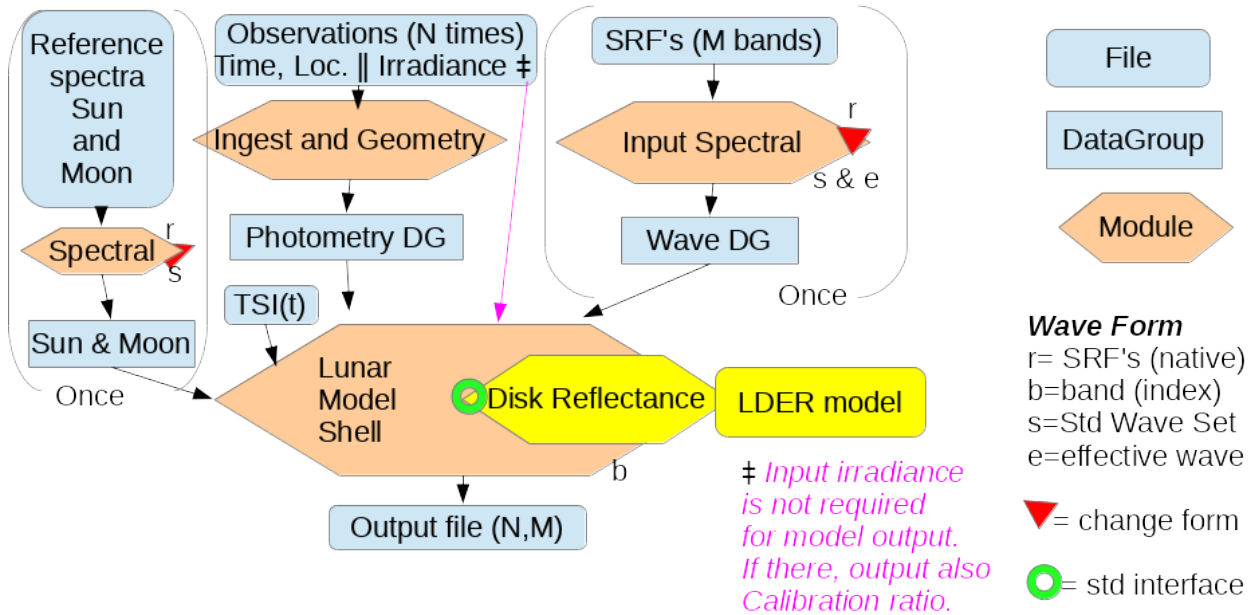 Reference
spectra
Sun
and
Moon
r
Spectral
s
Sun & Moon
Once
Observations (N times)
Time, Loc. || Irradiance ‡
Ingest and Geometry
Photometry DG
TSI(t)
SRF's (M bands)
r
Input Spectral
s & e
Wave DG
Once
Lunar
Model
Shell
Disk Reflectance
LDER model
b
Output file (N,M)
‡ Input irradiance
is not required
for model output.
If there, output also
Calibration ratio.
File
DataGroup
Module
Wave Form
r= SRF's (native)
b=band (index)
s=Std Wave Set
e=effective wave
= change form
= std interface